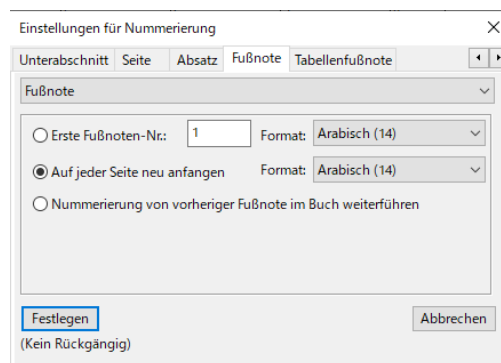 Einstellungen für Nummerierung
Unterabschnitt Seite Absatz Fußnote Tabellenfußnote
Fußnote
Erste Fußnoten-Nr.: 1 Format: Arabisch (14)
Auf jeder Seite neu anfangen Format: Arabisch (14)
Nummerierung von vorheriger Fußnote im Buch weiterführen
Festlegen Abbrechen
(Kein Rückgängig)